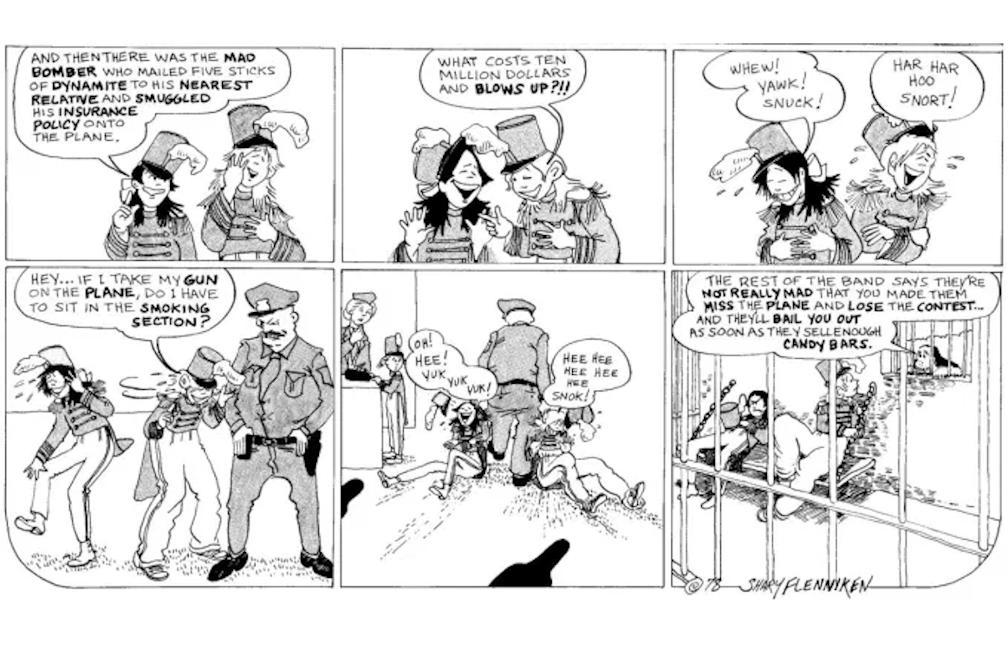 AND THEN THERE WAS THE MAD
BOMBER WHO MAILED FIVE STICKS
OF DYNAMITE TO HIS NEAREST
RELATIVE AND SMUGGLED
HIS INSURANCE
POLICY ONTO
THE PLANE.
WHAT COSTS TEN
MILLION DOLLARS
AND BLOWS UP?!!
WHEW!
YAWK!
SNUCK!
HAR HAR
HOO
SNORT!
HEY... IF I TAKE MY GUN
ON THE PLANE, DO I HAVE
TO SIT IN THE SMOKING
SECTION?
OH!
HEE!
YUK
YUK
YUK!
HEE HEE
HEE HEE
HEE
SNOK!
THE REST OF THE BAND SAYS THEY'RE
NOT REALLY MAD THAT YOU MADE THEM
MISS THE PLANE AND LOSE THE CONTEST...
AND THEY'LL BAIL YOU OUT
AS SOON AS THEY SELL ENOUGH
CANDY BARS.
© 78 SHARY FLENNIKEN